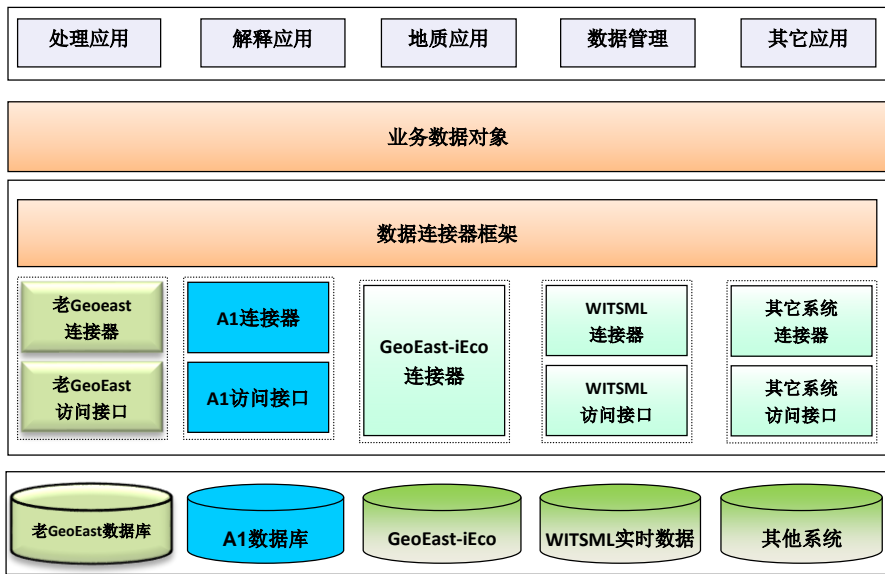 处理应用
解释应用
地质应用
数据管理
其它应用
业务数据对象
数据连接器框架
老Geoeast
连接器
老GeoEast
访问接口
A1连接器
A1访问接口
GeoEast-iEco
连接器
WITSML
连接器
WITSML
访问接口
其它系统
连接器
其它系统
访问接口
老GeoEast数据库
A1数据库
GeoEast-iEco
WITSML实时数据
其他系统